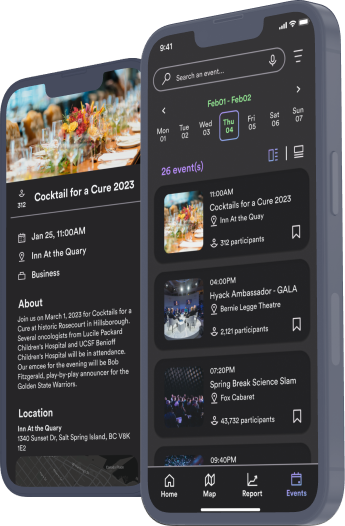 312
Cocktail for a Cure 2023
Jan 25, 11:00AM
Inn At the Quary
Business
About
Join us on March 1, 2023 for Cocktails for a
Cure at historic Rosecourt in Hillsborough.
Several oncologists from Lucile Packard
Children's Hospital and UCSF Benioff
Children's Hospital will be in attendance.
Our emcee for the evening will be Bob
Fitzgerald, play-by-play announcer for the
Golden State Warriors.
Location
Inn At the Quary
1340 Sunset Dr, Salt Spring Island, BC V8K
1E2
9:41
Search an event...
Feb01 - Feb02
Mon Tue Wed Thu Fri Sat Sun
01 02 03 04 05 06 07
26 event(s)
11:00AM
Cocktails for a Cure 2023
Inn At the Quay
312 participants
04:00PM
Hyack Ambassador - GALA
Bernie Legge Theatre
2,121 participants
07:20PM
Spring Break Science Slam
Fox Cabaret
43,732 participants
09:40PM
Home Map Report Events